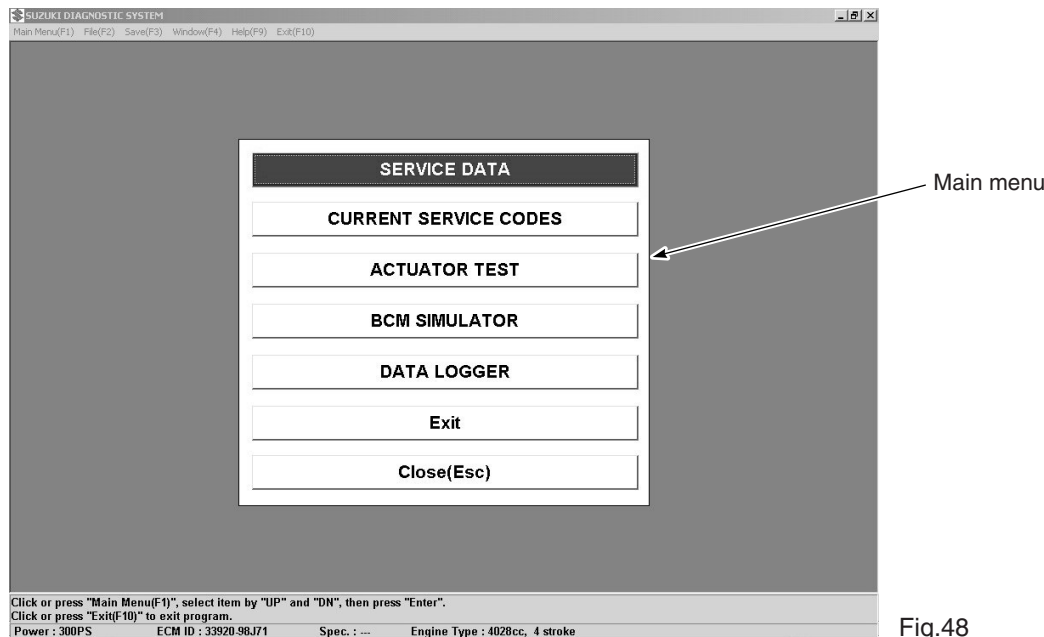 SUZUKI DIAGNOSTIC SYSTEM
Main Menu(F1) File(F2) Save(F3) Window(F4) Help(F9) Exit(F10)
SERVICE DATA
CURRENT SERVICE CODES
ACTUATOR TEST
BCM SIMULATOR
DATA LOGGER
Exit
Close(Esc)
Main menu
Click or press "Main Menu(F1)", select item by "UP" and "DN", then press "Enter".
Click or press "Exit(F10)" to exit program.
Power : 300PS ECM ID : 33920-98J71 Spec. : --- Engine Type : 4028cc, 4 stroke
Fig.48